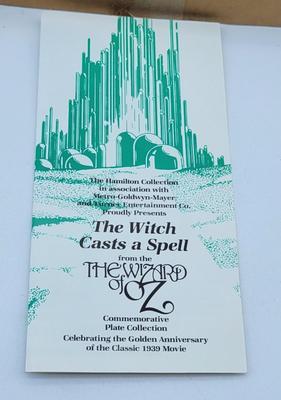 The Hamilton Collection
in association with
Metro-Goldwyn-Mayer
and Turner Entertainment Co.
Proudly Presents
The Witch
Casts a Spell
from the
THE WIZARD
of OZ
Commemorative
Plate Collection
Celebrating the Golden Anniversary
of the Classic 1939 Movie